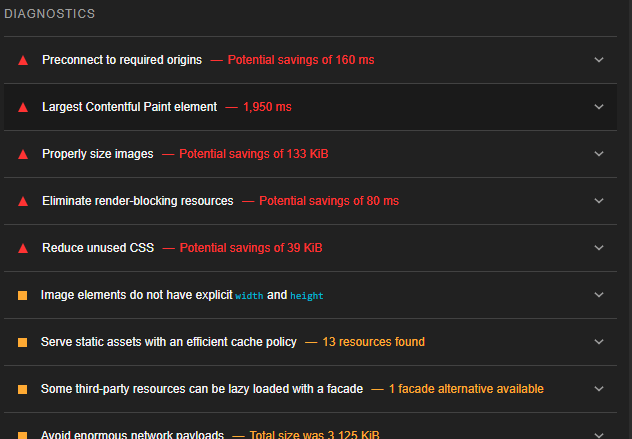 DIAGNOSTICS
Preconnect to required origins — Potential savings of 160 ms
Largest Contentful Paint element — 1,950 ms
Properly size images — Potential savings of 133 KiB
Eliminate render-blocking resources — Potential savings of 80 ms
Reduce unused CSS — Potential savings of 39 KiB
Image elements do not have explicit width and height
Serve static assets with an efficient cache policy — 13 resources found
Some third-party resources can be lazy loaded with a facade — 1 facade alternative available
Avoid enormous network payloads — Total size was 3,125 KiB